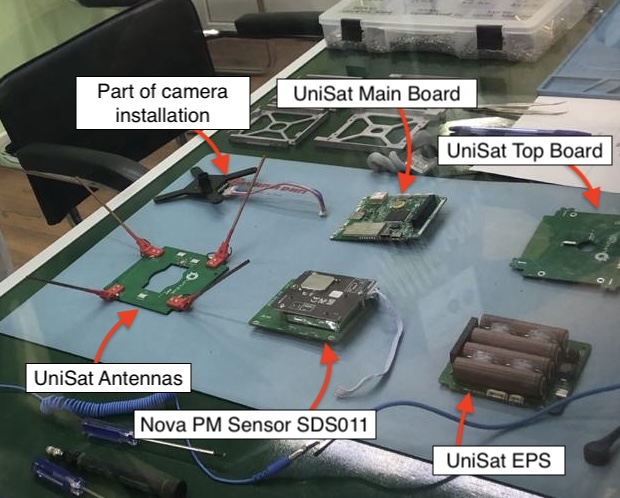 Part of camera
installation
UniSat Main Board
UniSat Top Board
UniSat Antennas
Nova PM Sensor SDS011
UniSat EPS